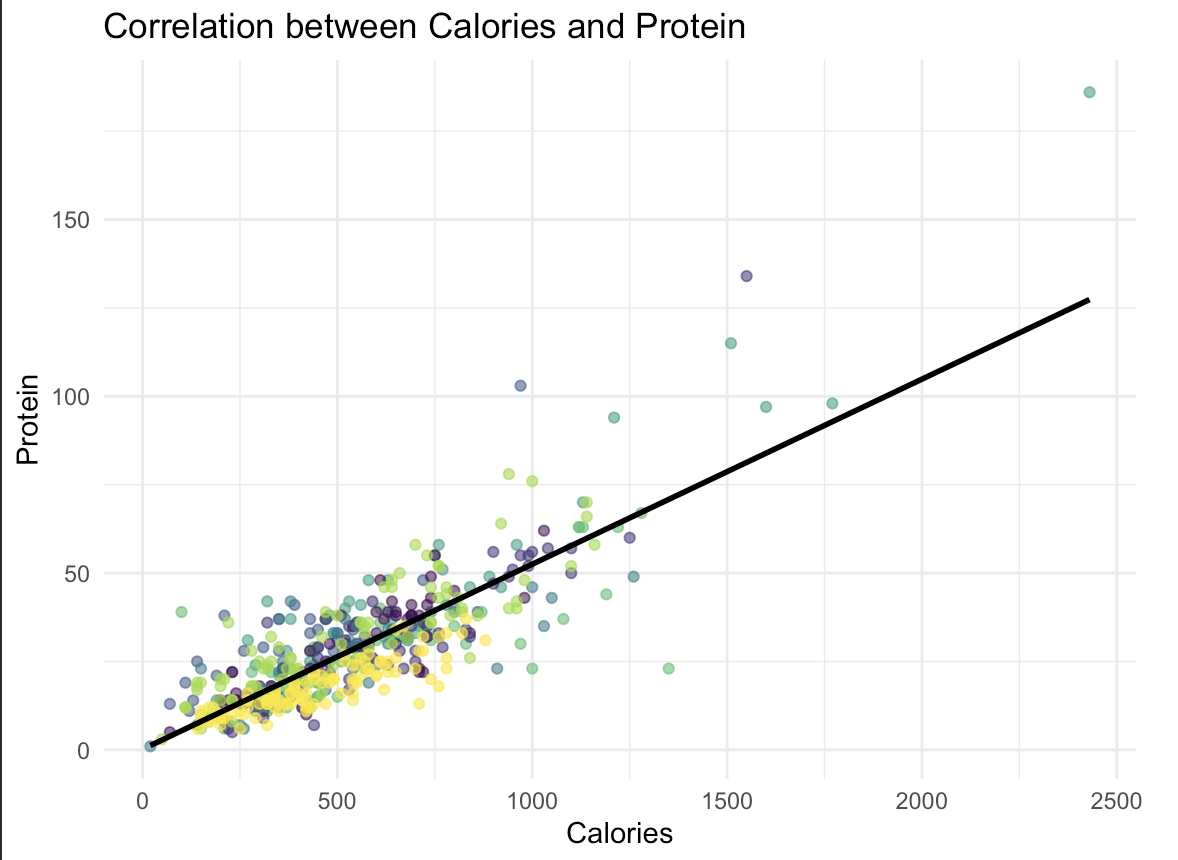 Correlation between Calories and Protein
150
100
50
0
Protein
0 500 1000 1500 2000 2500
Calories